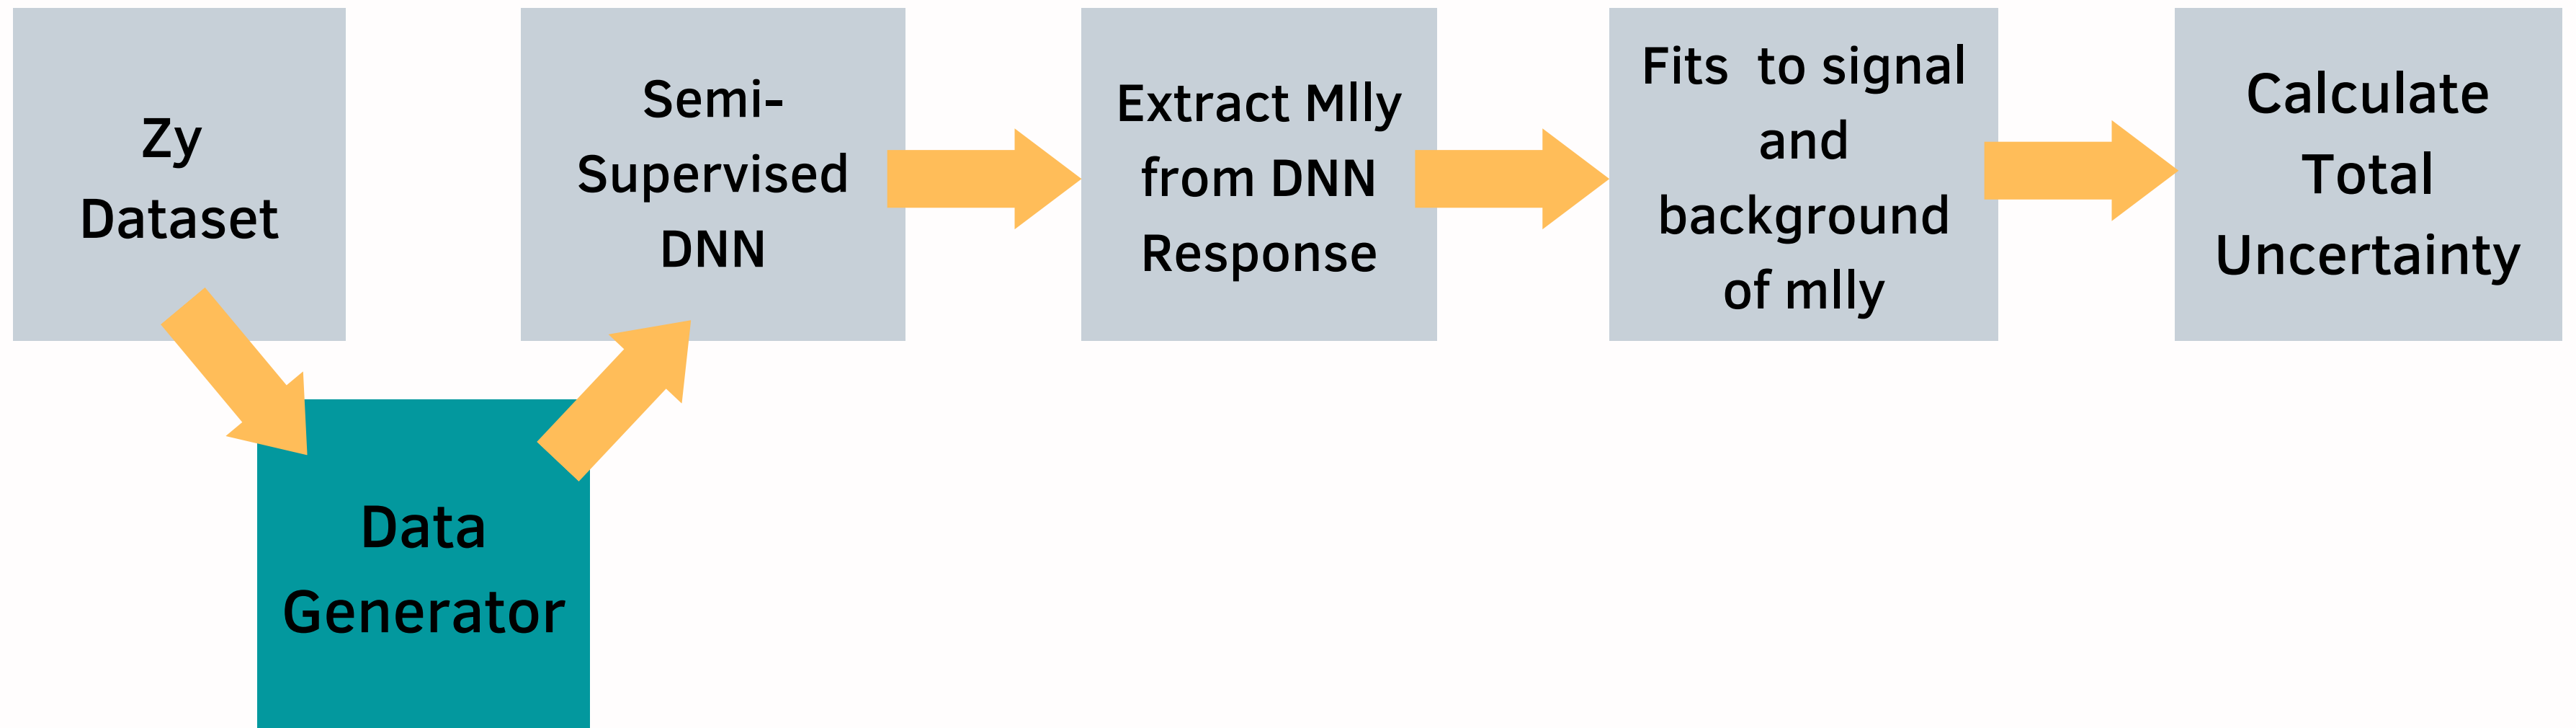 Zy
Dataset
Semi-
Supervised
DNN
Extract Mlly
from DNN
Response
Fits  to signal
and
background
of mlly
Calculate
Total
Uncertainty
Data
Generator